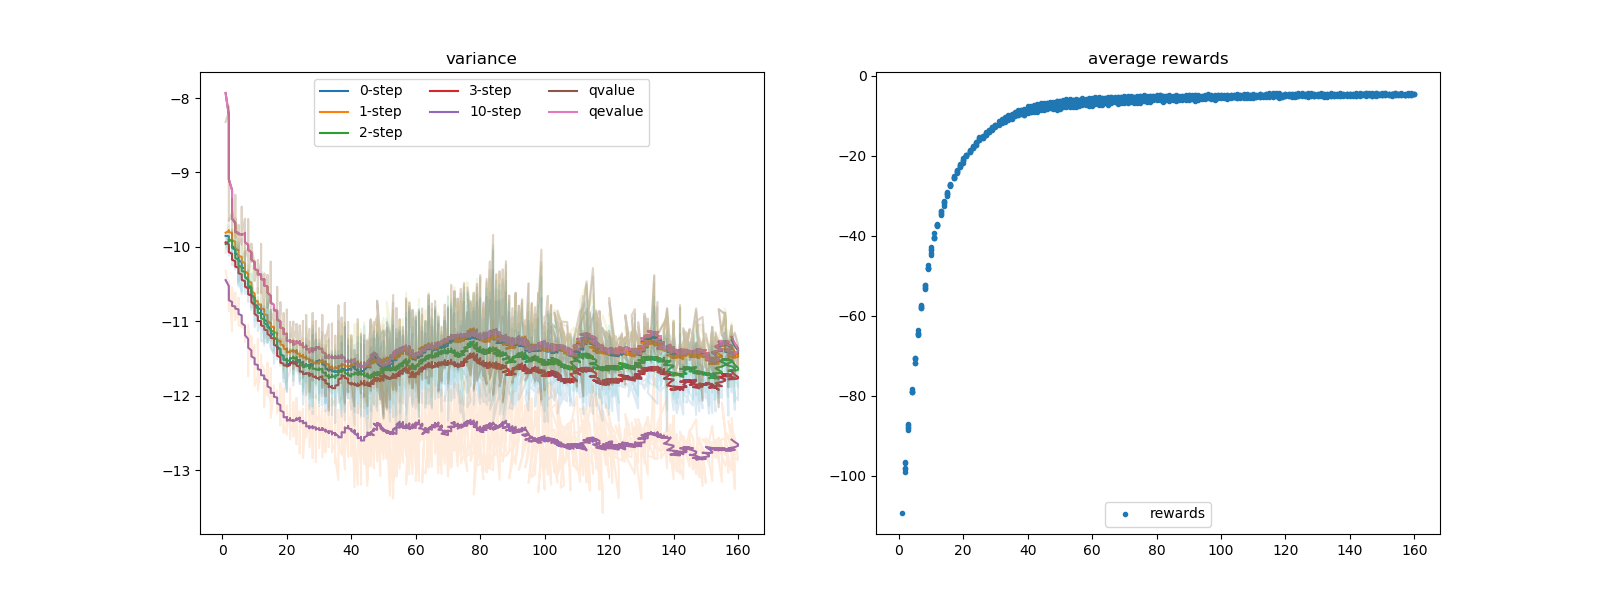 variance
average rewards
0-step
1-step
2-step
3-step
10-step
qvalue
qevalue
−8
−9
−10
−11
−12
−13
0 20 40 60 80 100 120 140 160
0
−20
−40
−60
−80
−100
rewards
0 20 40 60 80 100 120 140 160